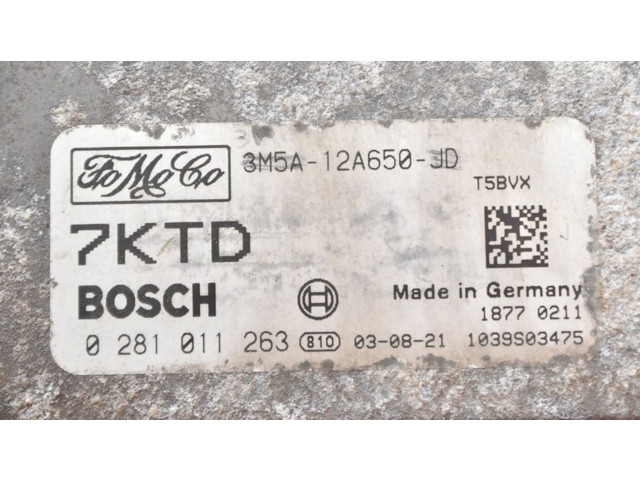 FoMoCo 3M5A-12A650-JD
T5BVX
7KTD
BOSCH Made in Germany
1877 0211
0 281 011 263 810 03-08-21 1039S03475